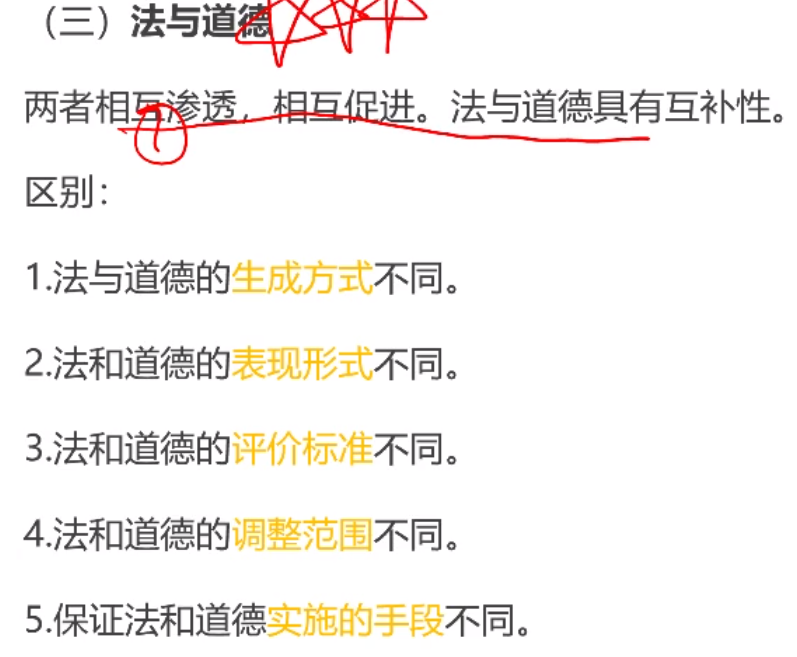 （三）法与道德
两者相互渗透，相互促进。法与道德具有互补性。
①
区别：
1.法与道德的生成方式不同。
2.法和道德的表现形式不同。
3.法和道德的评价标准不同。
4.法和道德的调整范围不同。
5.保证法和道德实施的手段不同。